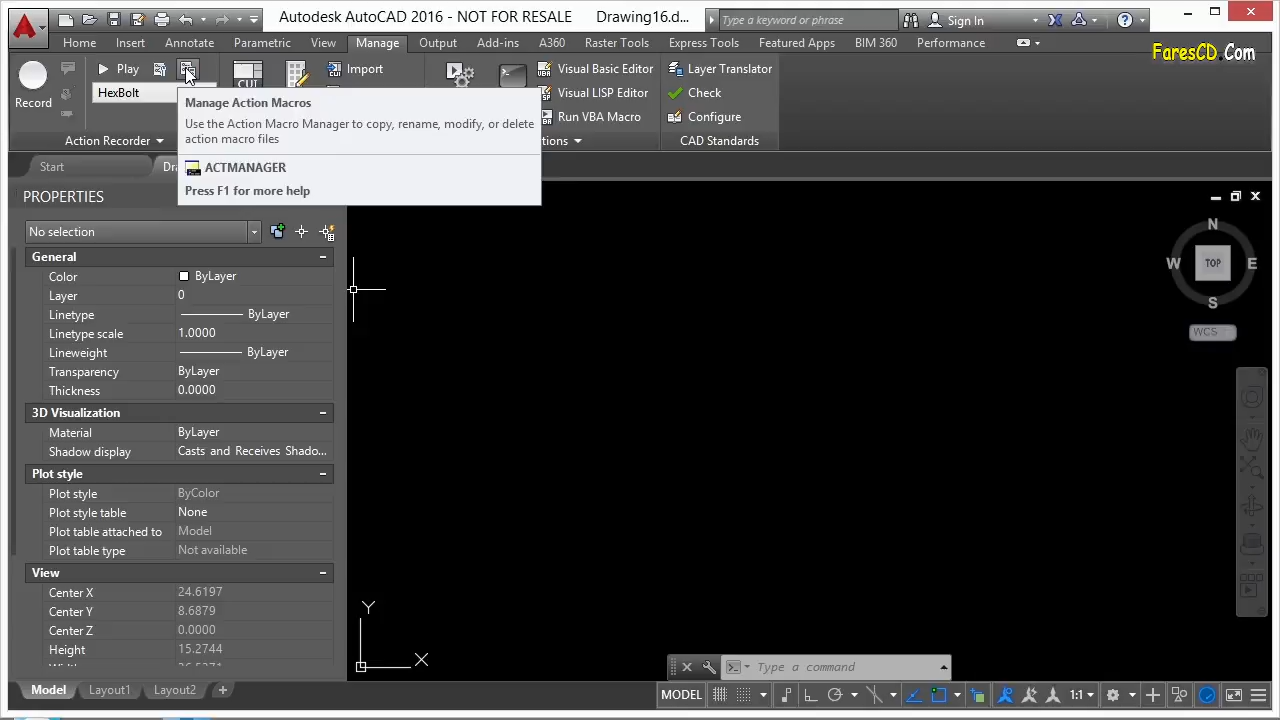 Autodesk AutoCAD 2016 - NOT FOR RESALE Drawing16.d...
Type a keyword or phrase
Sign In
Home Insert Annotate Parametric View Manage Output Add-ins A360 Raster Tools Express Tools Featured Apps BIM 360 Performance
FaresCD.Com
Play
Import
Visual Basic Editor
Layer Translator
CUI
Record
HexBolt
Visual LISP Editor
Check
Manage Action Macros
Run VBA Macro
Configure
Use the Action Macro Manager to copy, rename, modify, or delete
action macro files
Action Recorder
CAD Standards
Start
ACTMANAGER
Press F1 for more help
PROPERTIES
No selection
General
Color ByLayer
Layer 0
Linetype ByLayer
Linetype scale 1.0000
Lineweight ByLayer
Transparency ByLayer
Thickness 0.0000
3D Visualization
Material ByLayer
Shadow display Casts and Receives Shado...
Plot style
Plot style ByColor
Plot style table None
Plot table attached to Model
Plot table type Not available
View
Center X 24.6197
Center Y 8.6879
Center Z 0.0000
Height 15.2744
N
W TOP E
S
WCS
Y
X
Type a command
Model Layout1 Layout2 +
MODEL
1:1